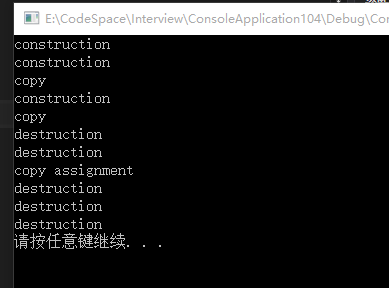 E:\CodeSpace\Interview\ConsoleApplication104\Debug\Con
construction
construction
copy
construction
copy
destruction
destruction
copy assignment
destruction
destruction
destruction
请按任意键继续. . .